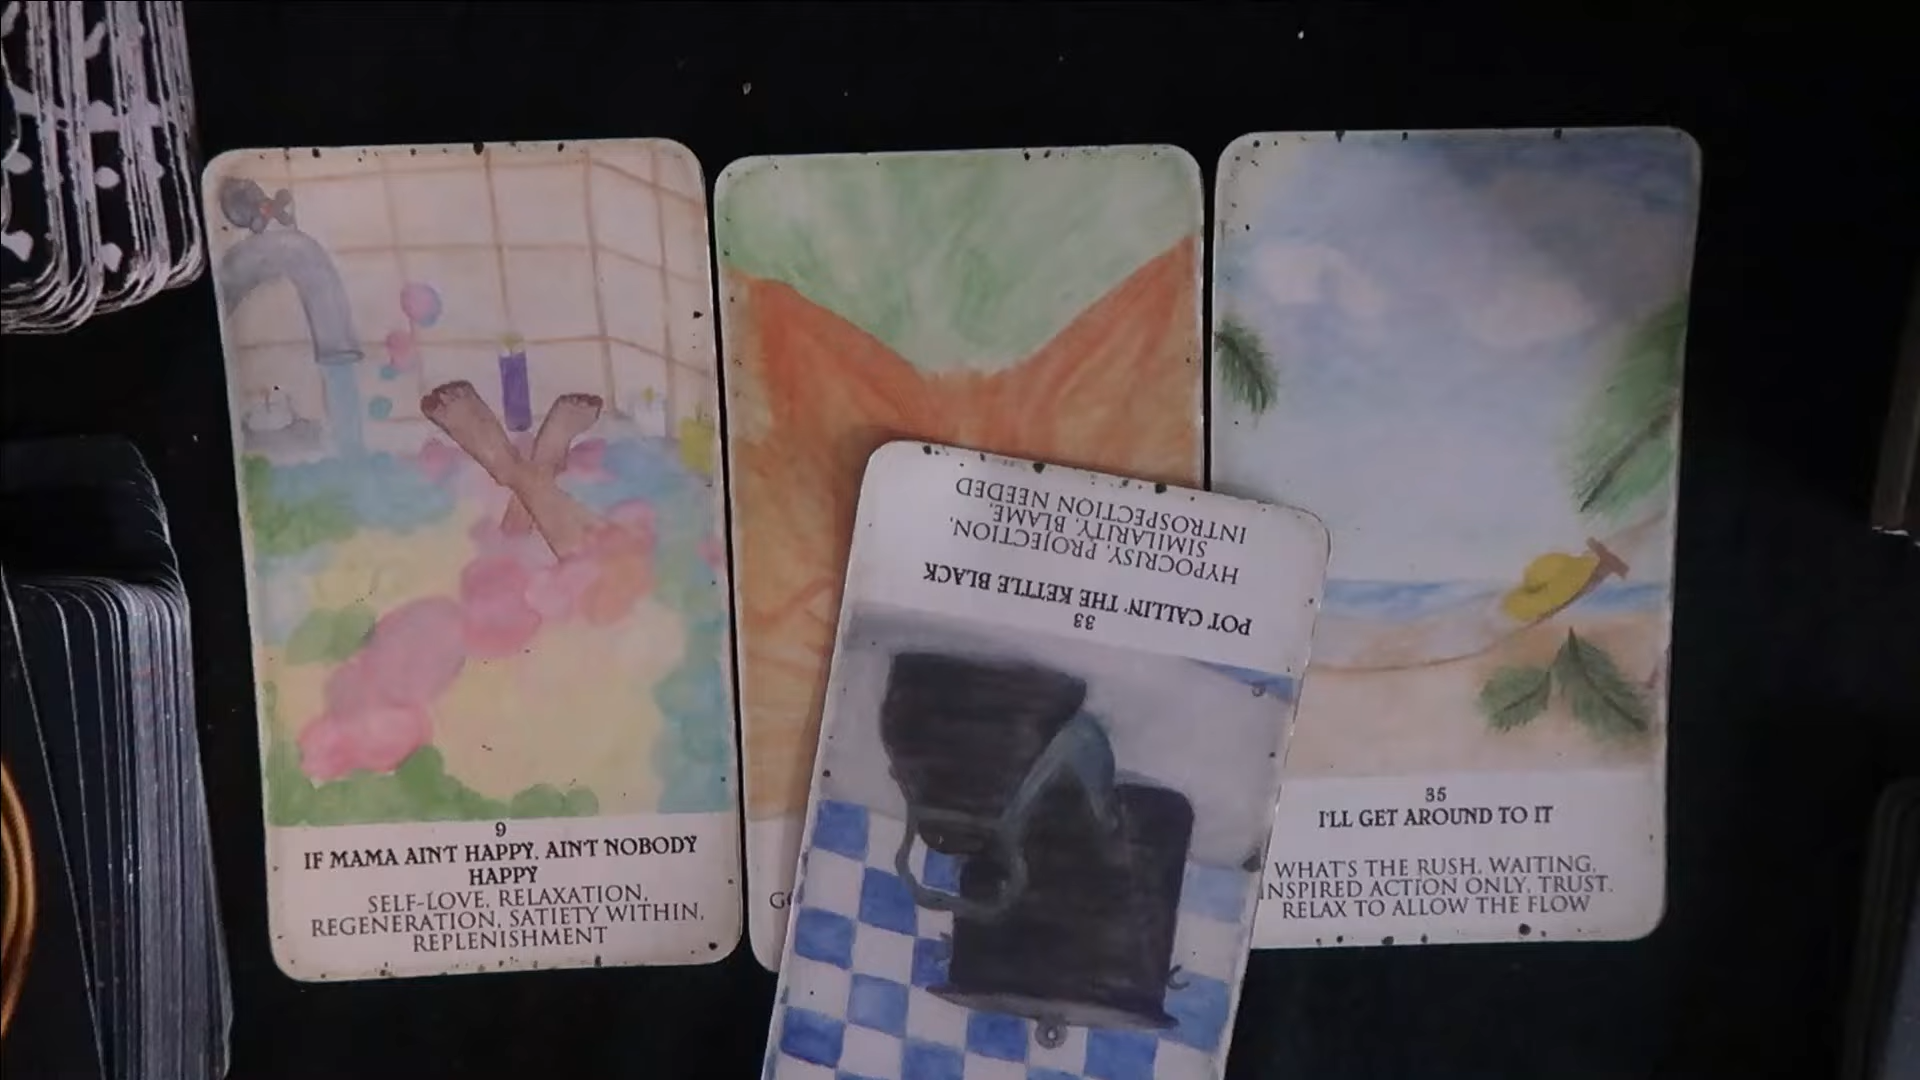 9
IF MAMA AIN'T HAPPY, AIN'T NOBODY
HAPPY
SELF-LOVE, RELAXATION,
REGENERATION, SATIETY WITHIN,
REPLENISHMENT
33
POT CALLIN' THE KETTLE BLACK
HYPOCRISY, PROJECTION,
SIMILARITY, BLAME,
INTROSPECTION NEEDED
35
I'LL GET AROUND TO IT
WHAT'S THE RUSH, WAITING,
INSPIRED ACTION ONLY, TRUST,
RELAX TO ALLOW THE FLOW